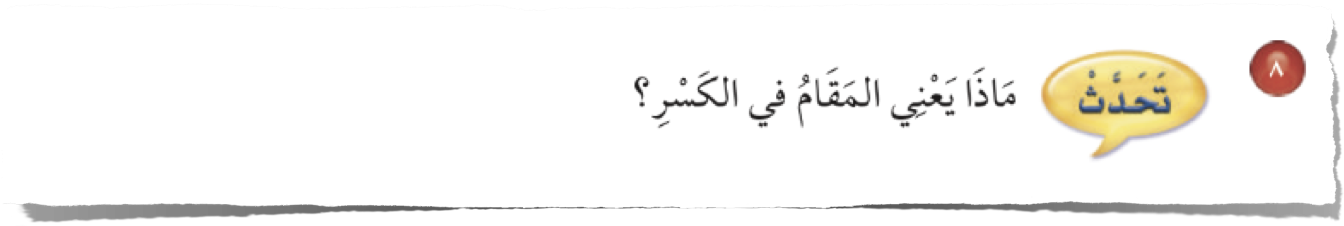 ٨ تَحَدَّثْ مَاذَا يَعْنِي المَقَامُ في الكَسْرِ؟